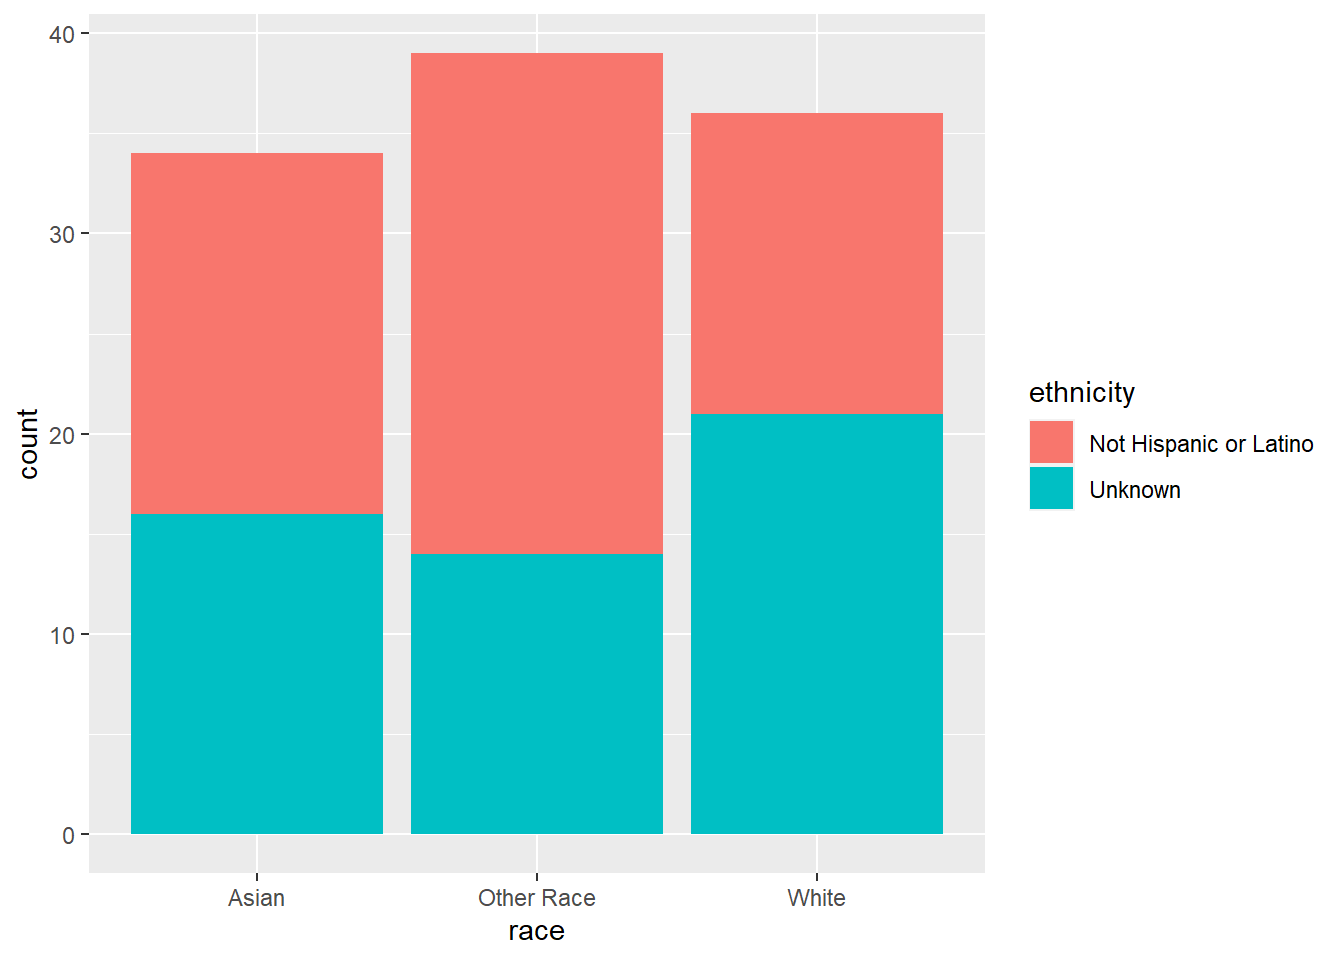 40
30
20
10
0
count
Asian
Other Race
White
race
ethnicity
Not Hispanic or Latino
Unknown